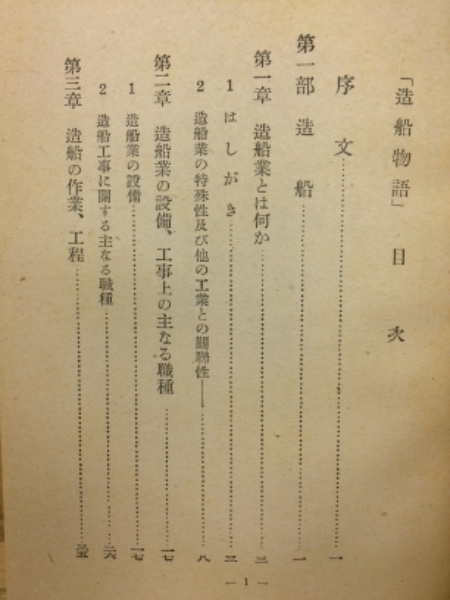 「造船物語」 目次
序文……一
第一部 造船……一
第一章 造船業とは何か……三
1 はしがき……三
2 造船業の特殊性及び他の工業との關聯性……八
第二章 造船業の設備、工事上の主なる職種……一七
1 造船業の設備……一七
2 造船工事に關する主なる職種……二六
第三章 造船の作業、工程……
— 1 —